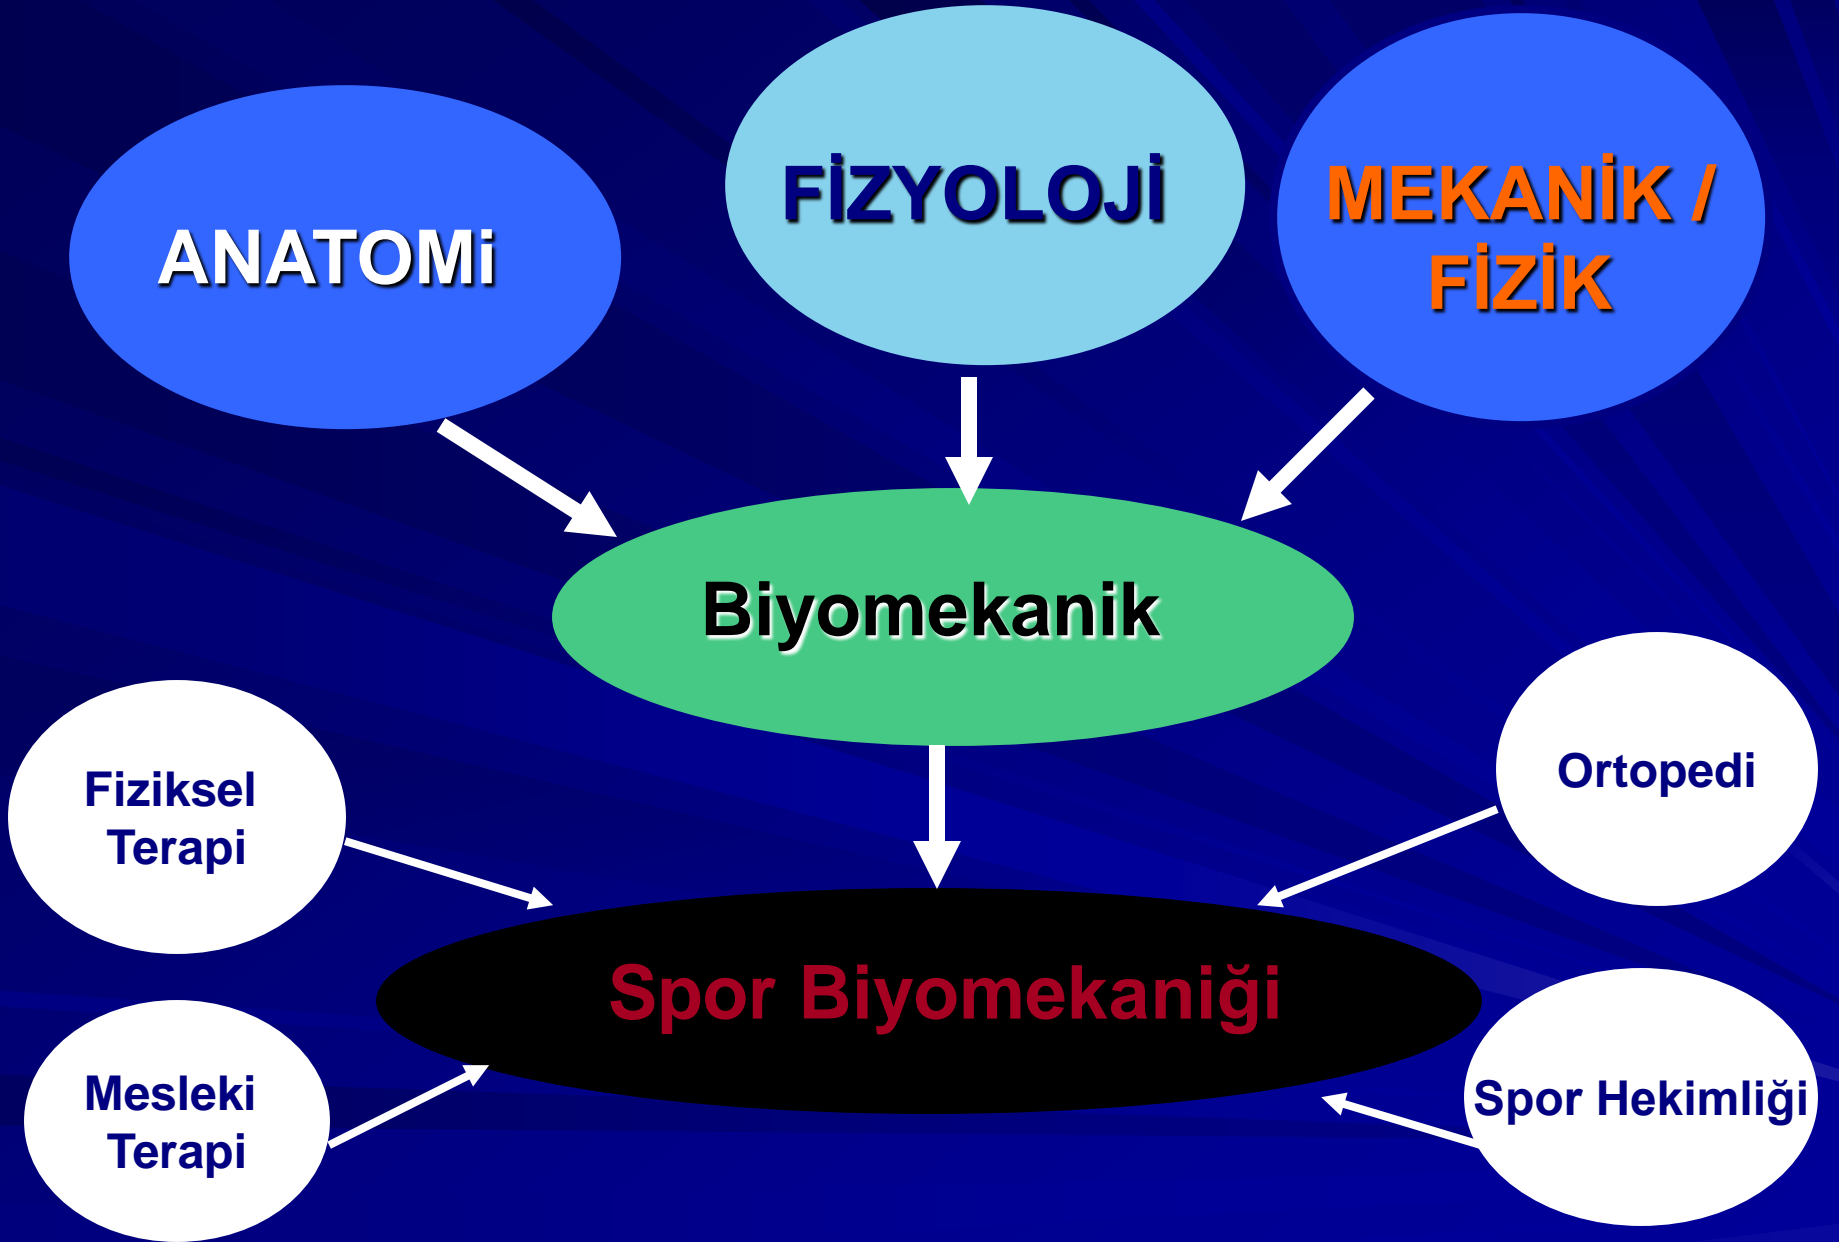 ANATOMi
FİZYOLOJİ
MEKANİK /
FİZİK
Biyomekanik
Fiziksel
Terapi
Ortopedi
Spor Biyomekaniği
Mesleki
Terapi
Spor Hekimliği